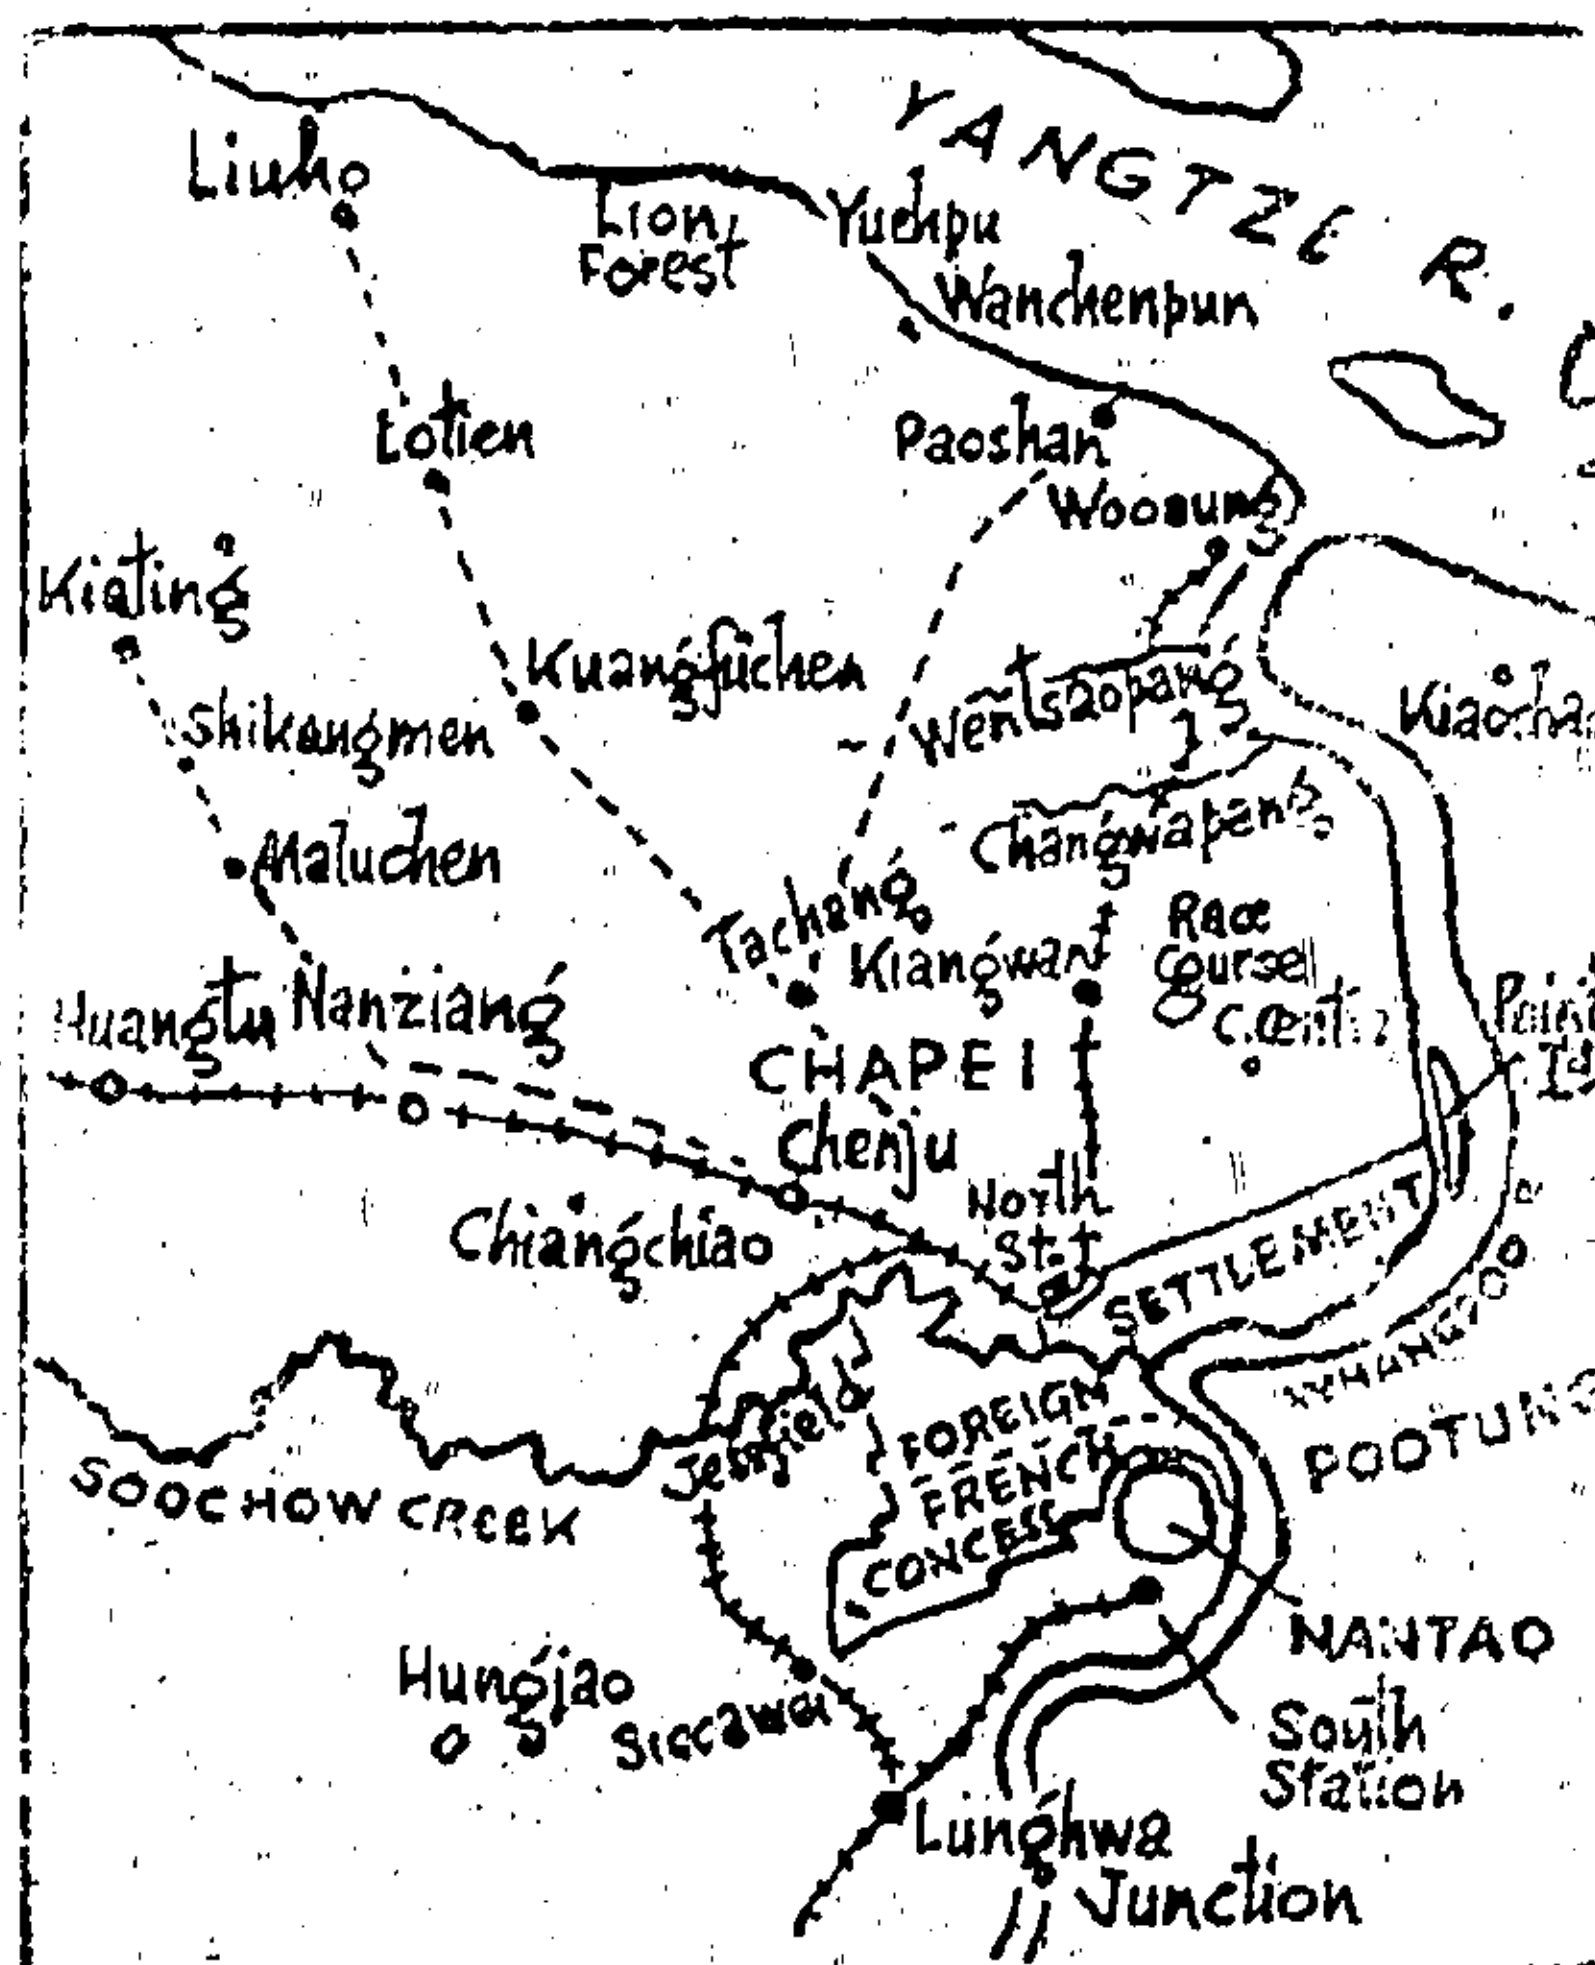 YANGTZE R.
Liuho
Lion
Forest
Yuehpu
Wanchenpun
Lotien
Paoshan
Woosung
Kiating
Kuangfuchen
Shikangmen
Wentsaopang
Changwapang
Maluchen
Tachang
Kiangwan
Race
Course
Huangtu
Nanziang
CHAPEI
Chenju
North
St.
Chiangchiao
SETTLEMENT
WHANGPOO
Jessfield
FOREIGN
FRENCH
CONCESS.
POOTUNG
SOOCHOW CREEK
NANTAO
Hungjao
Siccawei
South
Station
Lunghwa
Junction